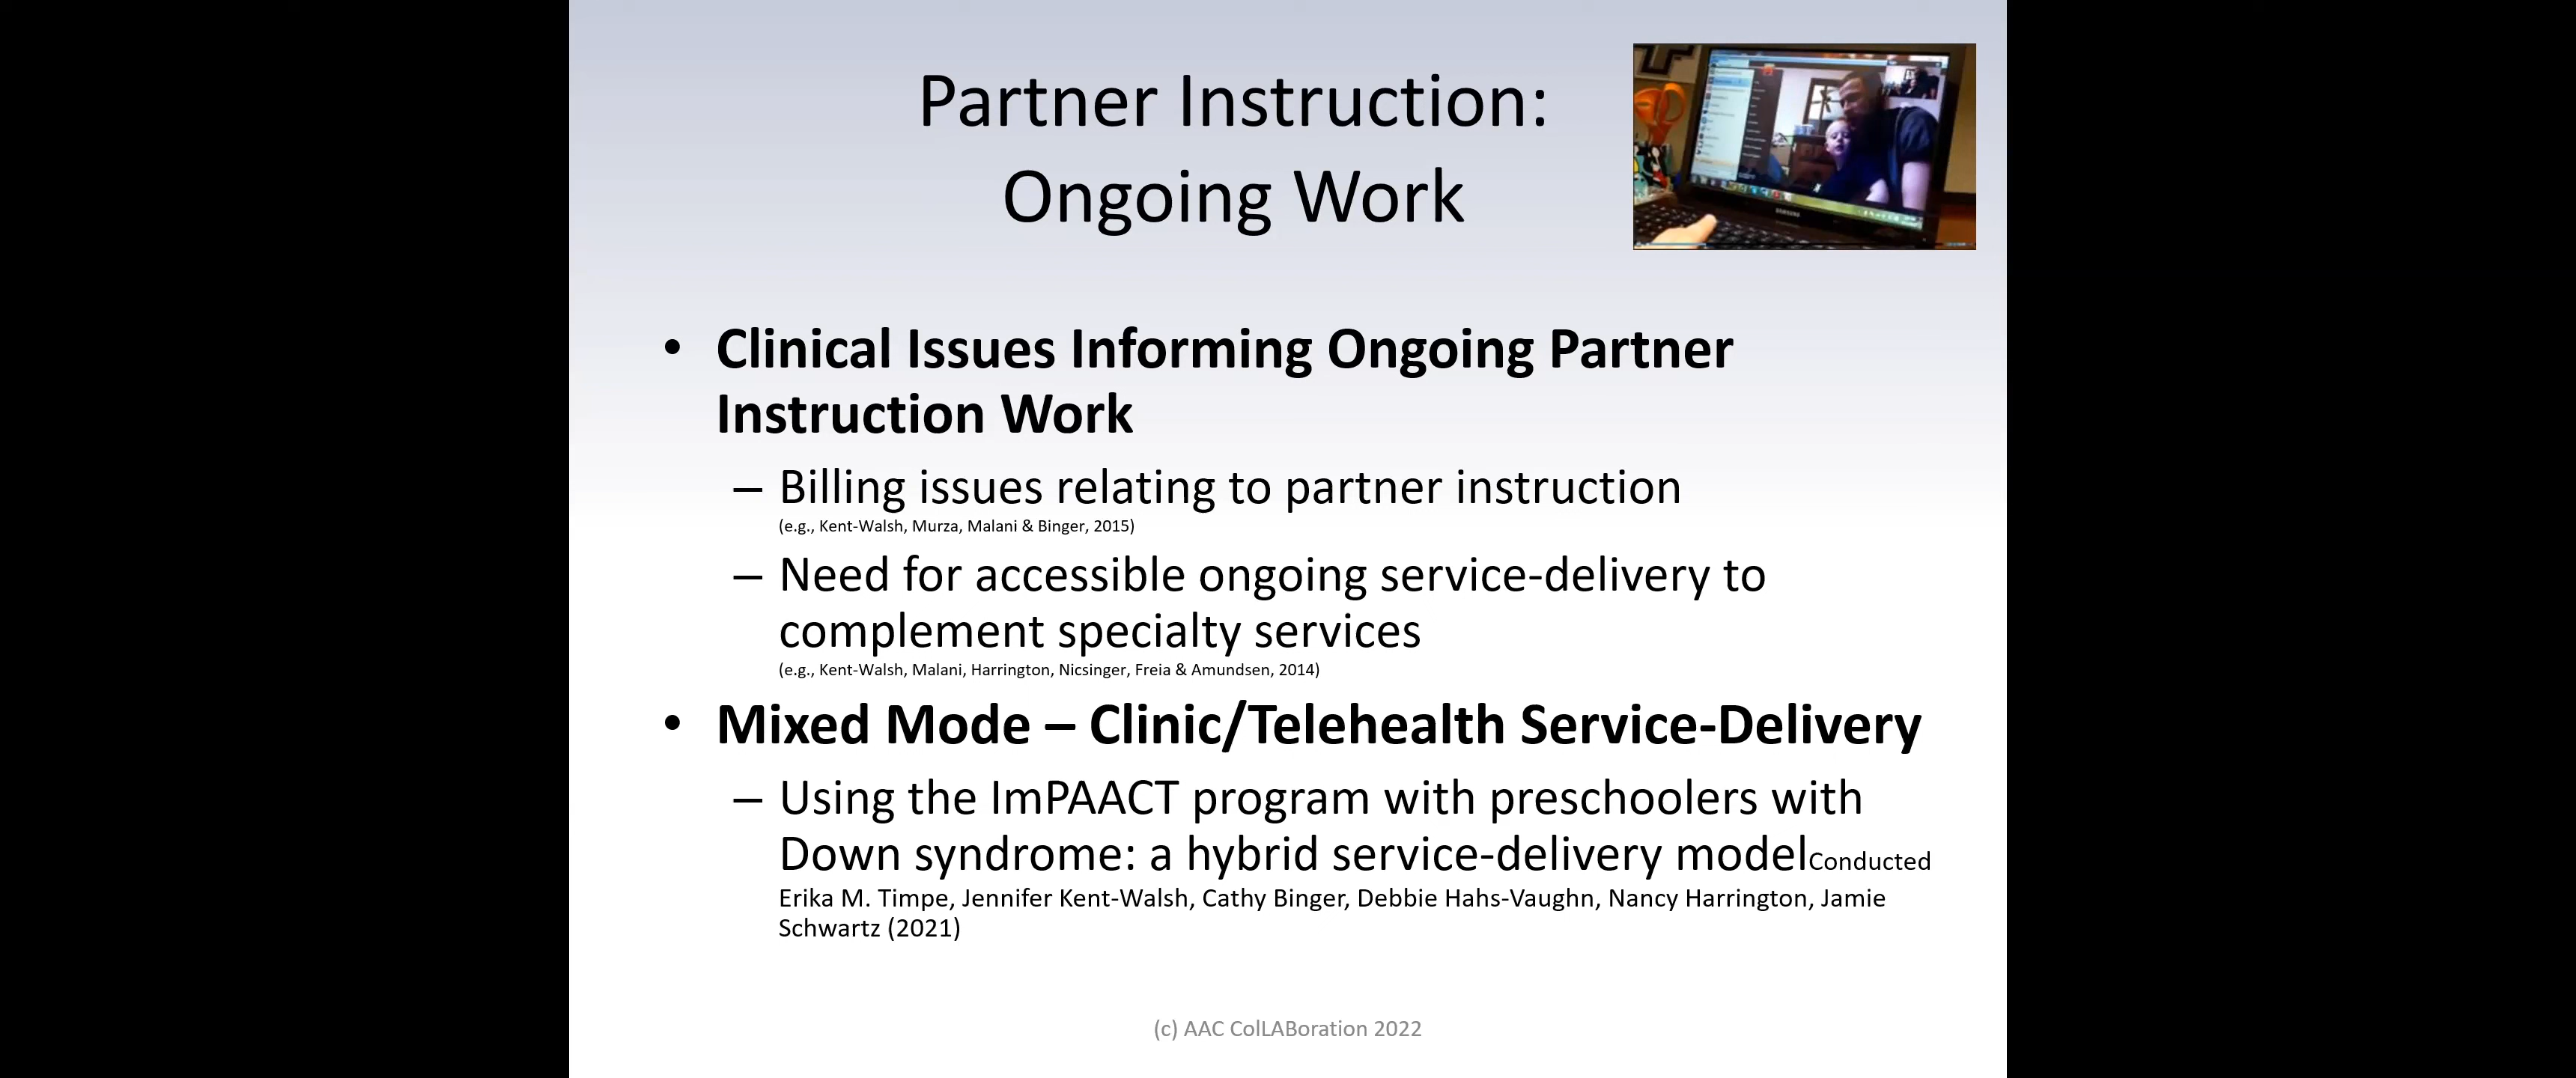 Partner Instruction:
Ongoing Work
• Clinical Issues Informing Ongoing Partner
Instruction Work
– Billing issues relating to partner instruction
(e.g., Kent-Walsh, Murza, Malani & Binger, 2015)
– Need for accessible ongoing service-delivery to
complement specialty services
(e.g., Kent-Walsh, Malani, Harrington, Nicsinger, Freia & Amundsen, 2014)
• Mixed Mode – Clinic/Telehealth Service-Delivery
– Using the ImPAACT program with preschoolers with
Down syndrome: a hybrid service-delivery modelConducted
Erika M. Timpe, Jennifer Kent-Walsh, Cathy Binger, Debbie Hahs-Vaughn, Nancy Harrington, Jamie
Schwartz (2021)
(c) AAC ColLABoration 2022
SAMSUNG